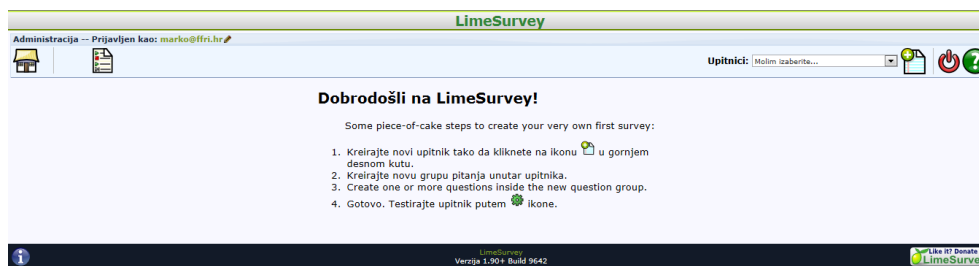 LimeSurvey
Administracija -- Prijavljen kao: marko@ffri.hr
Upitnici: Molim izaberite...
Dobrodošli na LimeSurvey!
Some piece-of-cake steps to create your very own first survey:
1. Kreirajte novi upitnik tako da kliknete na ikonu u gornjem
desnom kutu.
2. Kreirajte novu grupu pitanja unutar upitnika.
3. Create one or more questions inside the new question group.
4. Gotovo. Testirajte upitnik putem ikone.
LimeSurvey
Verzija 1.90+ Build 9642
Like it? Donate
LimeSurve